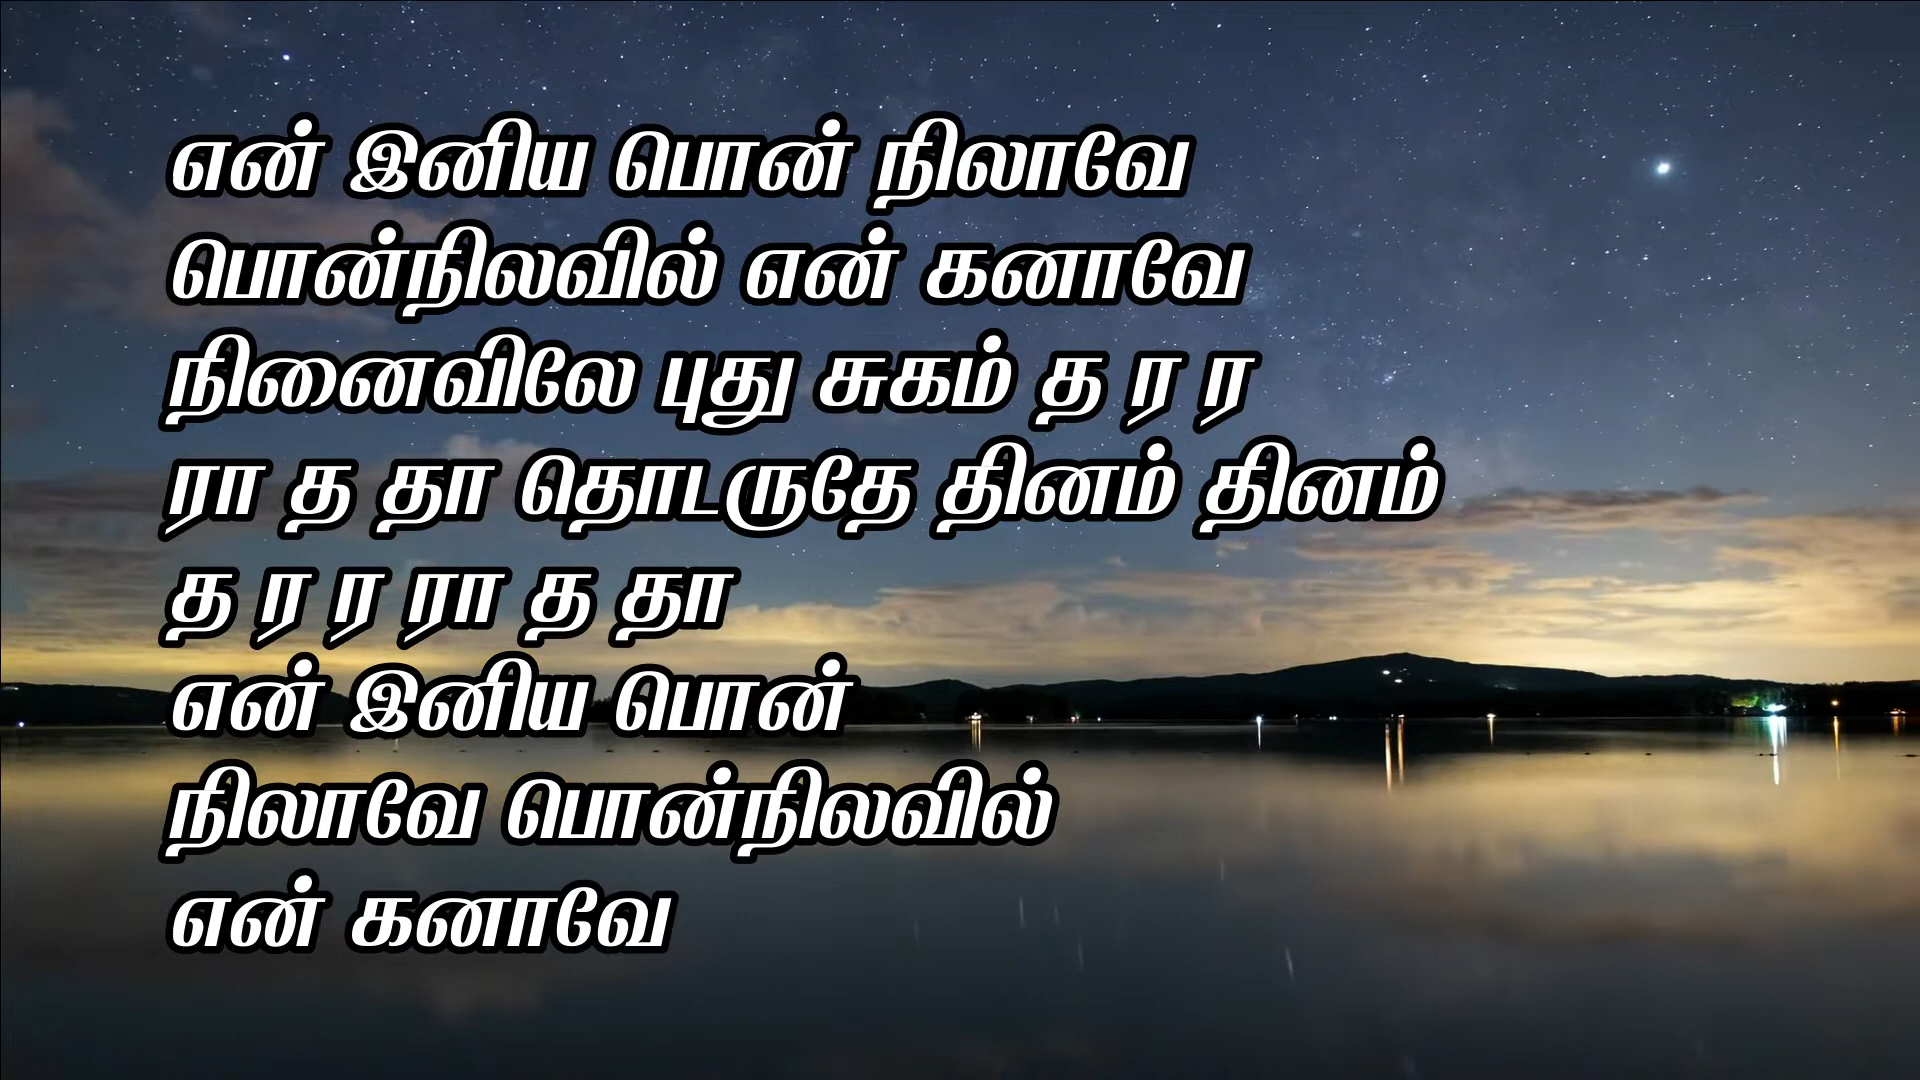 என் இனிய பொன் நிலாவே
பொன்நிலவில் என் கனாவே
நினைவிலே புது சுகம் த ர ர
ரா த தா தொடருதே தினம் தினம்
த ர ர ரா த தா
என் இனிய பொன்
நிலாவே பொன்நிலவில்
என் கனாவே